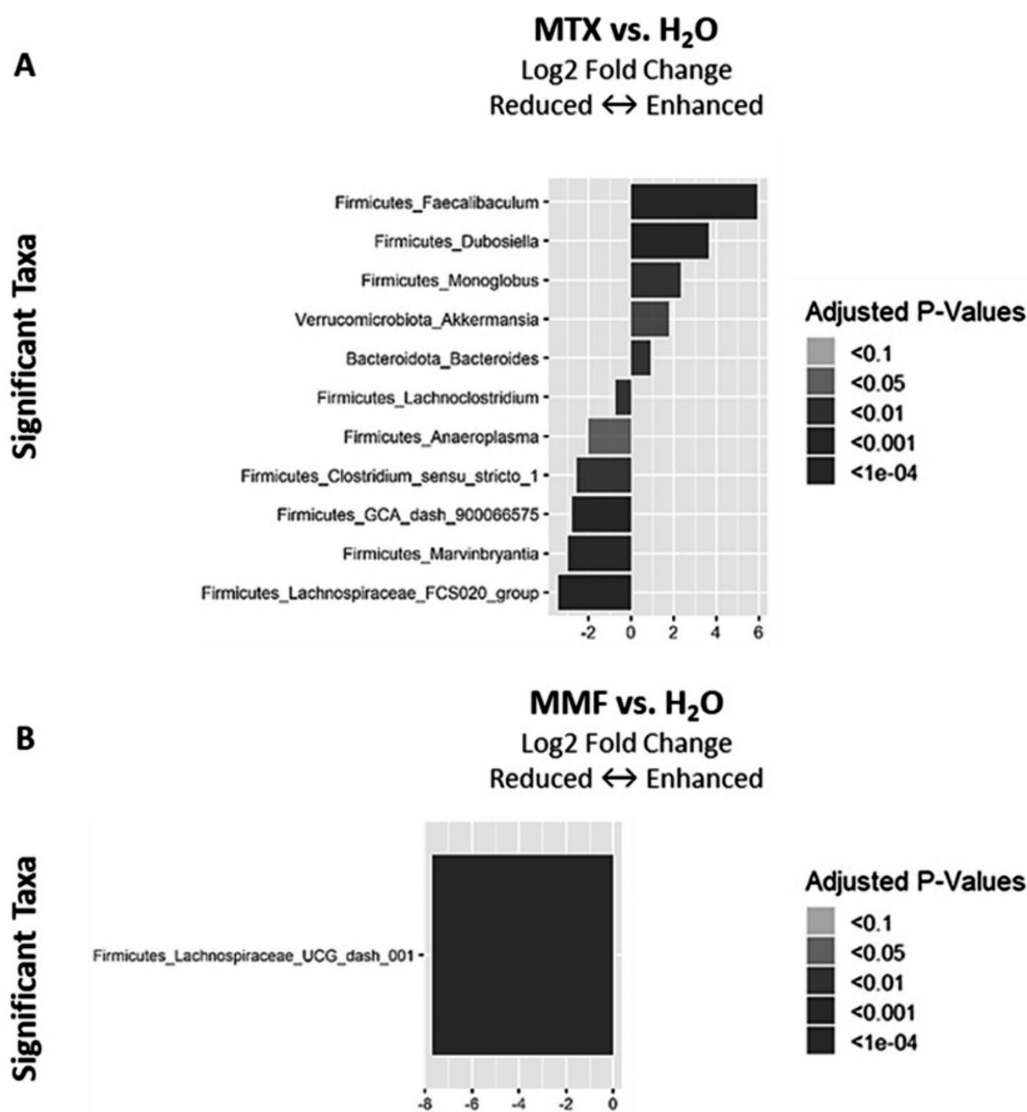 A
MTX vs. H₂O
Log2 Fold Change
Reduced ↔ Enhanced
Significant Taxa
Firmicutes_Faecalibaculum
Firmicutes_Dubosiella
Firmicutes_Monoglobus
Verrucomicrobiota_Akkermansia
Bacteroidota_Bacteroides
Firmicutes_Lachnoclostridium
Firmicutes_Anaeroplasma
Firmicutes_Clostridium_sensu_stricto_1
Firmicutes_GCA_dash_900066575
Firmicutes_Marvinbryantia
Firmicutes_Lachnospiraceae_FCS020_group
-2 0 2 4 6
Adjusted P-Values
<0.1
<0.05
<0.01
<0.001
<1e-04
B
MMF vs. H₂O
Log2 Fold Change
Reduced ↔ Enhanced
Significant Taxa
Firmicutes_Lachnospiraceae_UCG_dash_001
-8 -6 -4 -2 0
Adjusted P-Values
<0.1
<0.05
<0.01
<0.001
<1e-04